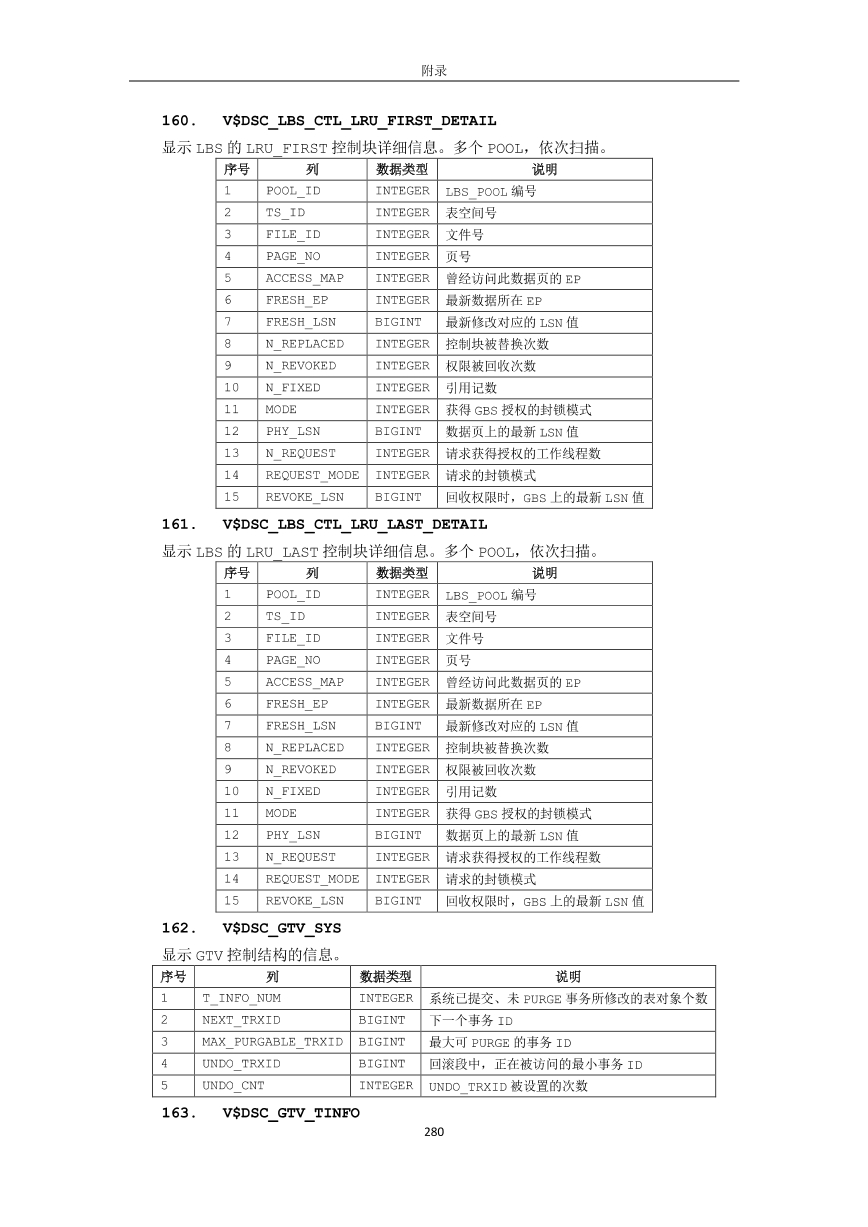 附录
160. V$DSC_LBS_CTL_LRU_FIRST_DETAIL
显示 LBS 的 LRU_FIRST 控制块详细信息。多个 POOL，依次扫描。
序号 列 数据类型 说明
1 POOL_ID INTEGER LBS_POOL 编号
2 TS_ID INTEGER 表空间号
3 FILE_ID INTEGER 文件号
4 PAGE_NO INTEGER 页号
5 ACCESS_MAP INTEGER 曾经访问此数据页的 EP
6 FRESH_EP INTEGER 最新数据所在 EP
7 FRESH_LSN BIGINT 最新修改对应的 LSN 值
8 N_REPLACED INTEGER 控制块被替换次数
9 N_REVOKED INTEGER 权限被回收次数
10 N_FIXED INTEGER 引用记数
11 MODE INTEGER 获得 GBS 授权的封锁模式
12 PHY_LSN BIGINT 数据页上的最新 LSN 值
13 N_REQUEST INTEGER 请求获得授权的工作线程数
14 REQUEST_MODE INTEGER 请求的封锁模式
15 REVOKE_LSN BIGINT 回收权限时，GBS 上的最新 LSN 值
161. V$DSC_LBS_CTL_LRU_LAST_DETAIL
显示 LBS 的 LRU_LAST 控制块详细信息。多个 POOL，依次扫描。
序号 列 数据类型 说明
1 POOL_ID INTEGER LBS_POOL 编号
2 TS_ID INTEGER 表空间号
3 FILE_ID INTEGER 文件号
4 PAGE_NO INTEGER 页号
5 ACCESS_MAP INTEGER 曾经访问此数据页的 EP
6 FRESH_EP INTEGER 最新数据所在 EP
7 FRESH_LSN BIGINT 最新修改对应的 LSN 值
8 N_REPLACED INTEGER 控制块被替换次数
9 N_REVOKED INTEGER 权限被回收次数
10 N_FIXED INTEGER 引用记数
11 MODE INTEGER 获得 GBS 授权的封锁模式
12 PHY_LSN BIGINT 数据页上的最新 LSN 值
13 N_REQUEST INTEGER 请求获得授权的工作线程数
14 REQUEST_MODE INTEGER 请求的封锁模式
15 REVOKE_LSN BIGINT 回收权限时，GBS 上的最新 LSN 值
162. V$DSC_GTV_SYS
显示 GTV 控制结构的信息。
序号 列 数据类型 说明
1 T_INFO_NUM INTEGER 系统已提交、未 PURGE 事务所修改的表对象个数
2 NEXT_TRXID BIGINT 下一个事务 ID
3 MAX_PURGABLE_TRXID BIGINT 最大可 PURGE 的事务 ID
4 UNDO_TRXID BIGINT 回滚段中，正在被访问的最小事务 ID
5 UNDO_CNT INTEGER UNDO_TRXID 被设置的次数
163. V$DSC_GTV_TINFO
280